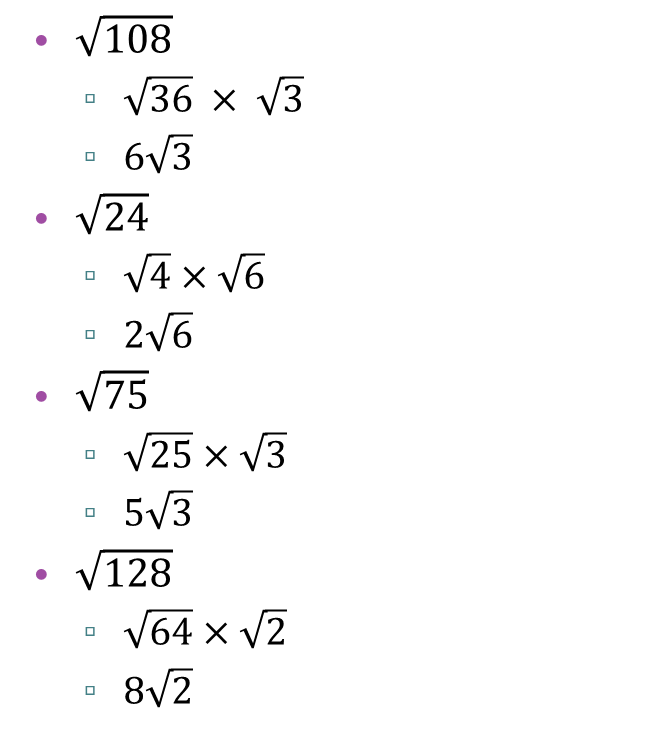 • √108
▫ √36 × √3
▫ 6√3
• √24
▫ √4 × √6
▫ 2√6
• √75
▫ √25 × √3
▫ 5√3
• √128
▫ √64 × √2
▫ 8√2